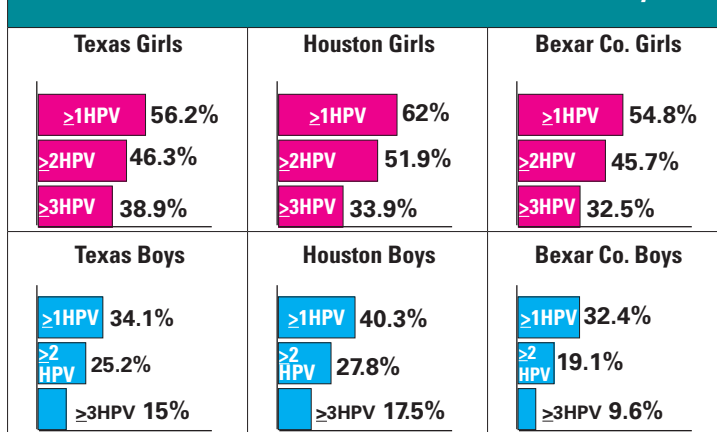 Texas Girls
≥1HPV 56.2%
≥2HPV 46.3%
≥3HPV 38.9%
Houston Girls
≥1HPV 62%
≥2HPV 51.9%
≥3HPV 33.9%
Bexar Co. Girls
≥1HPV 54.8%
≥2HPV 45.7%
≥3HPV 32.5%
Texas Boys
≥1HPV 34.1%
≥2
HPV 25.2%
≥3HPV 15%
Houston Boys
≥1HPV 40.3%
≥2
HPV 27.8%
≥3HPV 17.5%
Bexar Co. Boys
≥1HPV 32.4%
≥2
HPV 19.1%
≥3HPV 9.6%